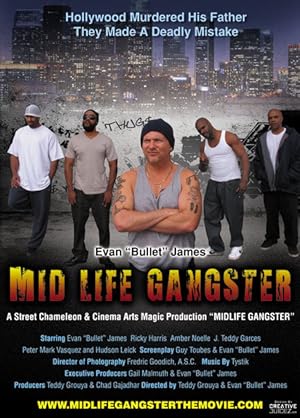 Hollywood Murdered His Father
They Made A Deadly Mistake
THUGS
Evan "Bullet" James
MID LIFE GANGSTER
A Street Chameleon & Cinema Arts Magic Production "MIDLIFE GANGSTER"
Starring Evan "Bullet" James Ricky Harris Amber Noelle J. Teddy Garces
Peter Mark Vasquez and Hudson Leick Screenplay Guy Toubes & Evan "Bullet" James
Director of Photography Fredric Goodich, A.S.C. Music By Tystik
Executive Producers Gail Malmuth & Evan "Bullet" James
Producers Teddy Grouya & Chad Gajadhar Directed by Teddy Grouya & Evan "Bullet" James
WWW.MIDLIFEGANGSTERTHEMOVIE.COM
CREATIVE